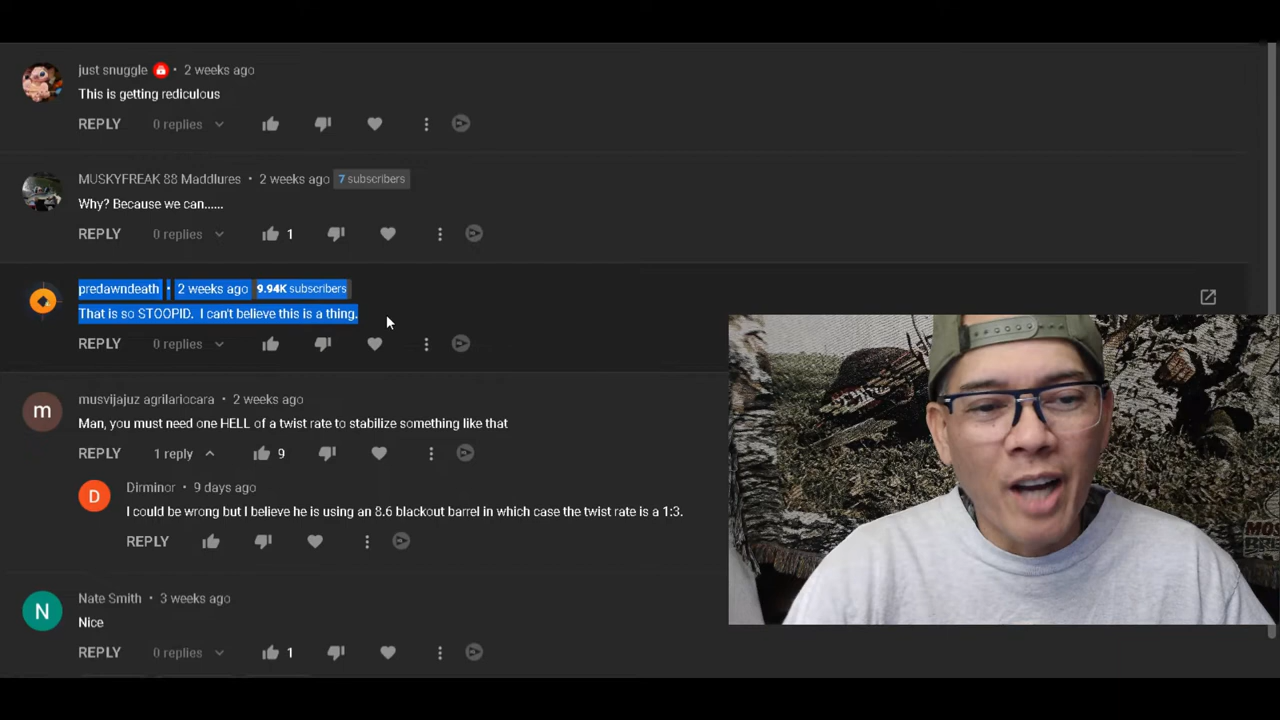 just snuggle • 2 weeks ago
This is getting rediculous
REPLY 0 replies
MUSKYFREAK 88 Maddlures • 2 weeks ago 7 subscribers
Why? Because we can......
REPLY 0 replies 1
predawndeath • 2 weeks ago 9.94K subscribers
That is so STOOPID. I can't believe this is a thing.
REPLY 0 replies
m
musvijajuz agrilariocara • 2 weeks ago
Man, you must need one HELL of a twist rate to stabilize something like that
REPLY 1 reply 9
D
Dirminor • 9 days ago
I could be wrong but I believe he is using an 8.6 blackout barrel in which case the twist rate is a 1:3.
REPLY
N
Nate Smith • 3 weeks ago
Nice
REPLY 0 replies 1